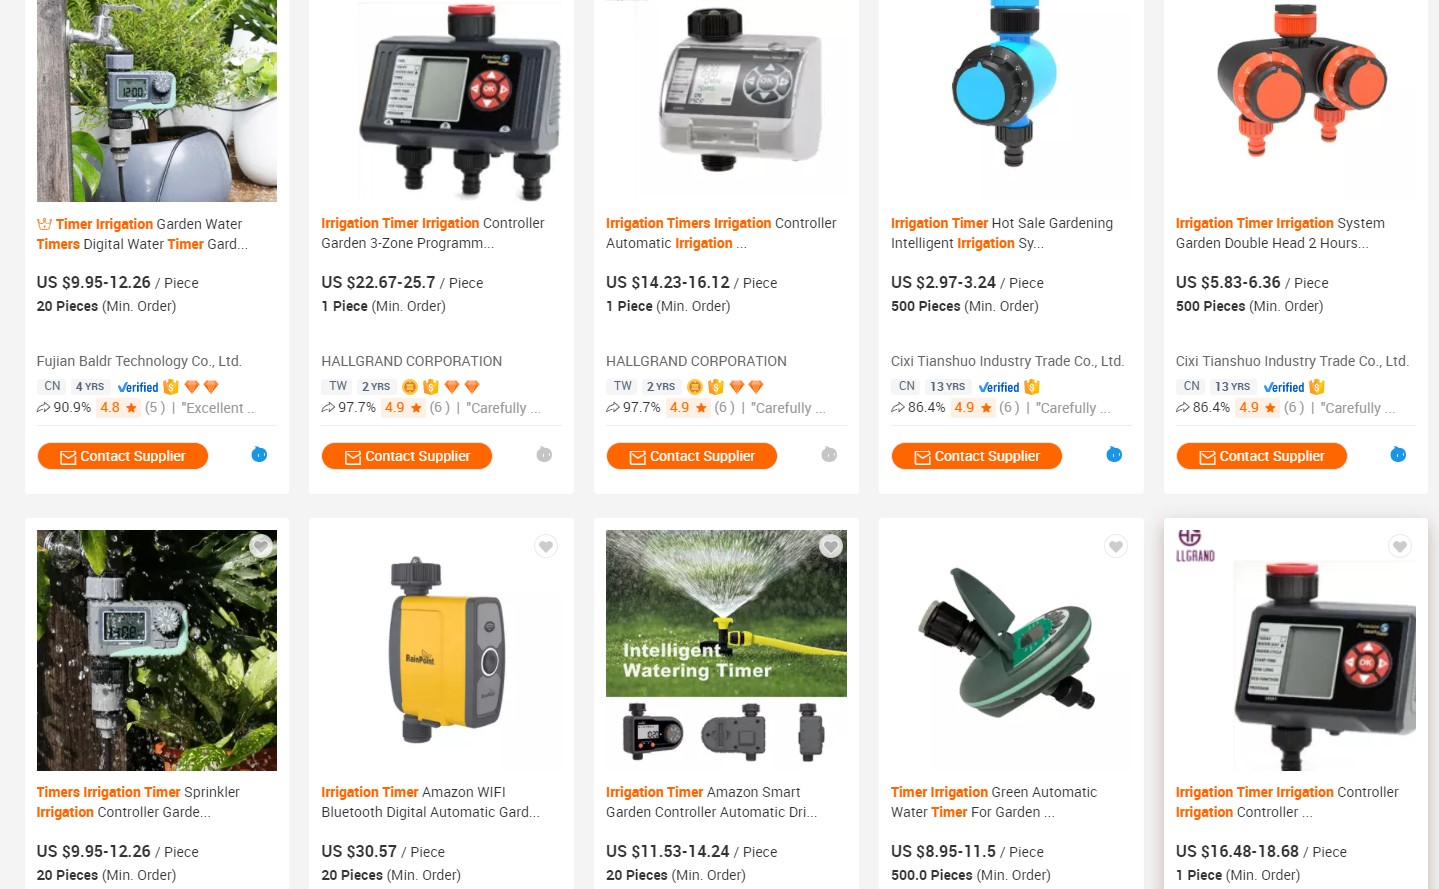 Timer Irrigation Garden Water
Timers Digital Water Timer Gard...
US $9.95-12.26 / Piece
20 Pieces (Min. Order)
Fujian Baldr Technology Co., Ltd.
CN 4 YRS Verified
90.9% 4.8 ★ (5 ) | "Excellent ...
Contact Supplier
OK
Irrigation Timer Irrigation Controller
Garden 3-Zone Programm...
US $22.67-25.7 / Piece
1 Piece (Min. Order)
HALLGRAND CORPORATION
TW 2 YRS
97.7% 4.9 ★ (6 ) | "Carefully ...
Contact Supplier
OK
Irrigation Timers Irrigation Controller
Automatic Irrigation ...
US $14.23-16.12 / Piece
1 Piece (Min. Order)
HALLGRAND CORPORATION
TW 2 YRS
97.7% 4.9 ★ (6 ) | "Carefully ...
Contact Supplier
Irrigation Timer Hot Sale Gardening
Intelligent Irrigation Sy...
US $2.97-3.24 / Piece
500 Pieces (Min. Order)
Cixi Tianshuo Industry Trade Co., Ltd.
CN 13 YRS Verified
86.4% 4.9 ★ (6 ) | "Carefully ...
Contact Supplier
Irrigation Timer Irrigation System
Garden Double Head 2 Hours...
US $5.83-6.36 / Piece
500 Pieces (Min. Order)
Cixi Tianshuo Industry Trade Co., Ltd.
CN 13 YRS Verified
86.4% 4.9 ★ (6 ) | "Carefully ...
Contact Supplier
Timers Irrigation Timer Sprinkler
Irrigation Controller Garde...
US $9.95-12.26 / Piece
20 Pieces (Min. Order)
RainPoint
Irrigation Timer Amazon WIFI
Bluetooth Digital Automatic Gard...
US $30.57 / Piece
20 Pieces (Min. Order)
Intelligent
Watering Timer
Irrigation Timer Amazon Smart
Garden Controller Automatic Dri...
US $11.53-14.24 / Piece
20 Pieces (Min. Order)
Timer Irrigation Green Automatic
Water Timer For Garden ...
US $8.95-11.5 / Piece
500.0 Pieces (Min. Order)
LLGRAND
OK
Irrigation Timer Irrigation Controller
Irrigation Controller ...
US $16.48-18.68 / Piece
1 Piece (Min. Order)